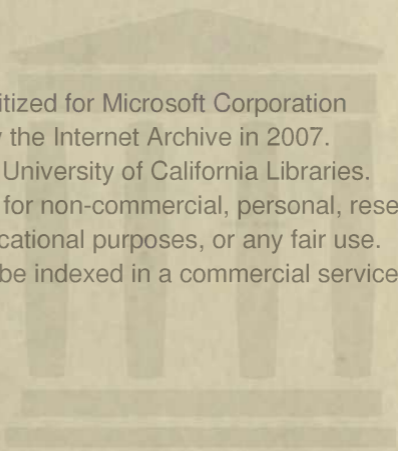 itized for Microsoft Corporation
the Internet Archive in 2007.
University of California Libraries.
for non-commercial, personal, rese
cational purposes, or any fair use.
be indexed in a commercial service